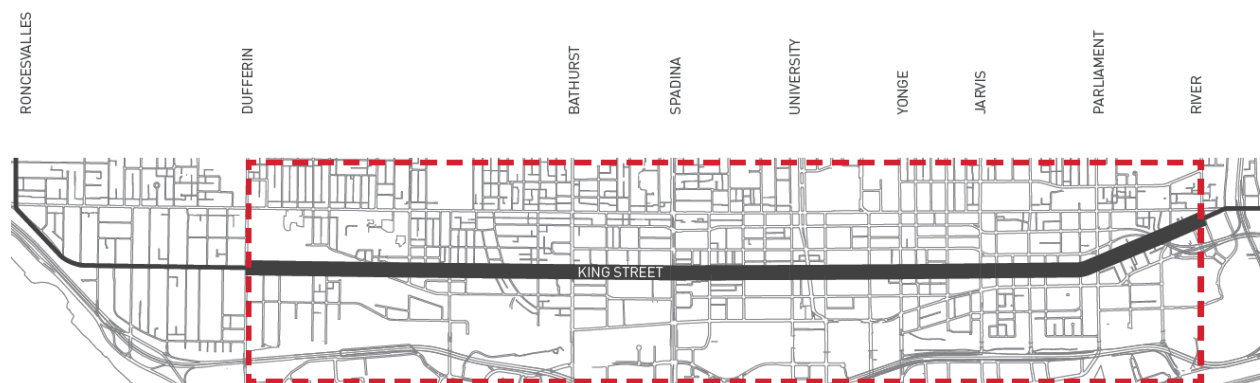 RONCESVALLES
DUFFERIN
BATHURST
SPADINA
UNIVERSITY
YONGE
JARVIS
PARLIAMENT
RIVER
KING STREET